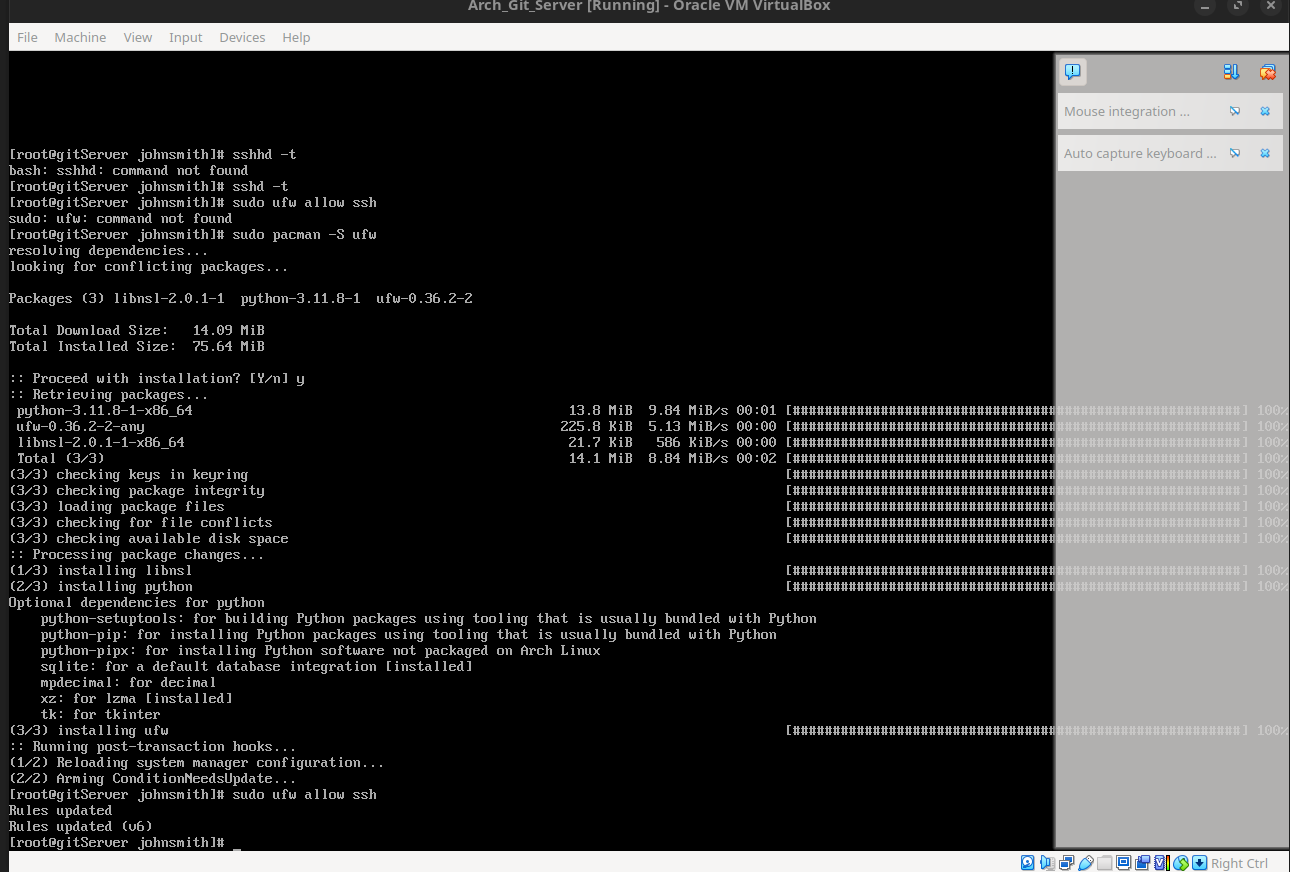 Arch_Git_Server [Running] - Oracle VM VirtualBox
File Machine View Input Devices Help
Mouse integration ...
Auto capture keyboard ...
[root@gitServer johnsmith]# sshhd -t
bash: sshhd: command not found
[root@gitServer johnsmith]# sshd -t
[root@gitServer johnsmith]# sudo ufw allow ssh
sudo: ufw: command not found
[root@gitServer johnsmith]# sudo pacman -S ufw
resolving dependencies...
looking for conflicting packages...
Packages (3) libnsl-2.0.1-1 python-3.11.8-1 ufw-0.36.2-2
Total Download Size: 14.09 MiB
Total Installed Size: 75.64 MiB
:: Proceed with installation? [Y/n] y
:: Retrieving packages...
python-3.11.8-1-x86_64 13.8 MiB 9.84 MiB/s 00:01 [########################################################] 100%
ufw-0.36.2-2-any 225.8 KiB 5.13 MiB/s 00:00 [########################################################] 100%
libnsl-2.0.1-1-x86_64 21.7 KiB 586 KiB/s 00:00 [########################################################] 100%
Total (3/3) 14.1 MiB 8.84 MiB/s 00:02 [########################################################] 100%
(3/3) checking keys in keyring [########################################################] 100%
(3/3) checking package integrity [########################################################] 100%
(3/3) loading package files [########################################################] 100%
(3/3) checking for file conflicts [########################################################] 100%
(3/3) checking available disk space [########################################################] 100%
:: Processing package changes...
(1/3) installing libnsl [########################################################] 100%
(2/3) installing python [########################################################] 100%
Optional dependencies for python
python-setuptools: for building Python packages using tooling that is usually bundled with Python
python-pip: for installing Python packages using tooling that is usually bundled with Python
python-pipx: for installing Python software not packaged on Arch Linux
sqlite: for a default database integration [installed]
mpdecimal: for decimal
xz: for lzma [installed]
tk: for tkinter
(3/3) installing ufw [########################################################] 100%
:: Running post-transaction hooks...
(1/2) Reloading system manager configuration...
(2/2) Arming ConditionNeedsUpdate...
[root@gitServer johnsmith]# sudo ufw allow ssh
Rules updated
Rules updated (v6)
[root@gitServer johnsmith]# _
Right Ctrl